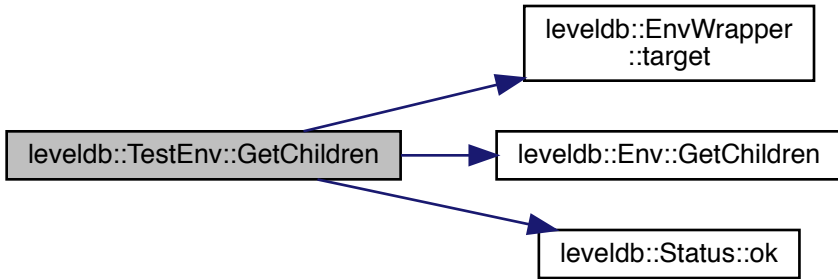 leveldb::EnvWrapper
::target
leveldb::TestEnv::GetChildren
leveldb::Env::GetChildren
leveldb::Status::ok